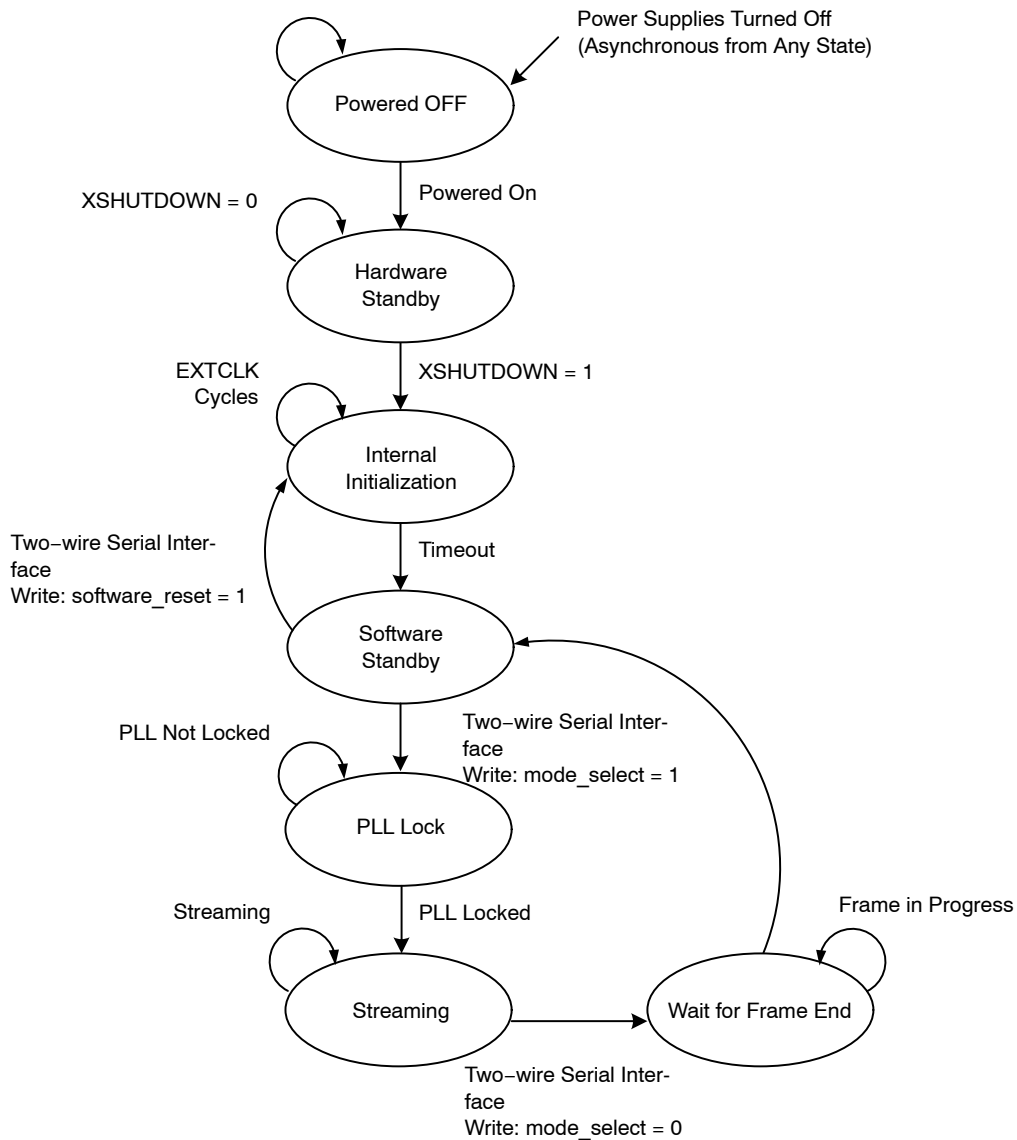 Power Supplies Turned Off
(Asynchronous from Any State)
Powered OFF
Powered On
XSHUTDOWN = 0
Hardware
Standby
XSHUTDOWN = 1
EXTCLK
Cycles
Internal
Initialization
Timeout
Two−wire Serial Inter-
face
Write: software_reset = 1
Software
Standby
Two−wire Serial Inter-
face
Write: mode_select = 1
PLL Not Locked
PLL Lock
PLL Locked
Streaming
Streaming
Frame in Progress
Wait for Frame End
Two−wire Serial Inter-
face
Write: mode_select = 0